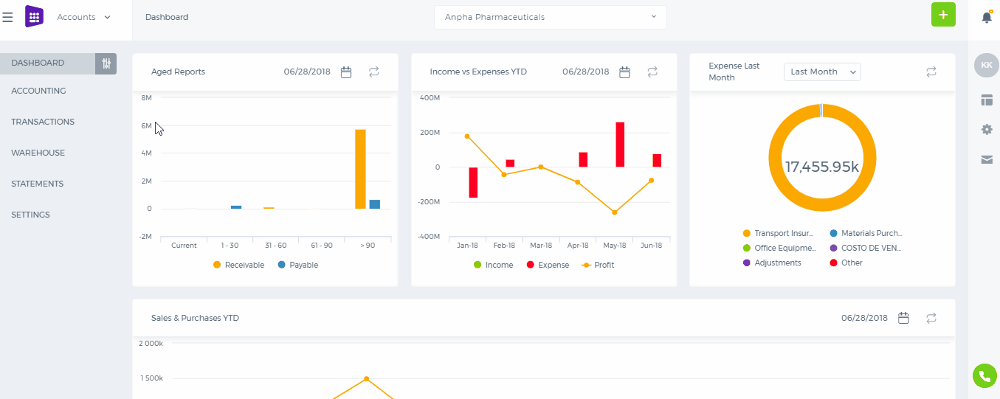 Accounts
Dashboard
Anpha Pharmaceuticals
+
DASHBOARD
ACCOUNTING
TRANSACTIONS
WAREHOUSE
STATEMENTS
SETTINGS
KK
Aged Reports
06/28/2018
8M
6M
4M
2M
0
-2M
Current 1 - 30 31 - 60 61 - 90 > 90
Receivable Payable
Income vs Expenses YTD
06/28/2018
400M
200M
0
-200M
-400M
Jan-18 Feb-18 Mar-18 Apr-18 May-18 Jun-18
Income Expense Profit
Expense Last
Month
Last Month
17,455.95k
Transport Insur... Materials Purch...
Office Equipme... COSTO DE VEN...
Adjustments Other
Sales & Purchases YTD
06/28/2018
2 000k
1 500k